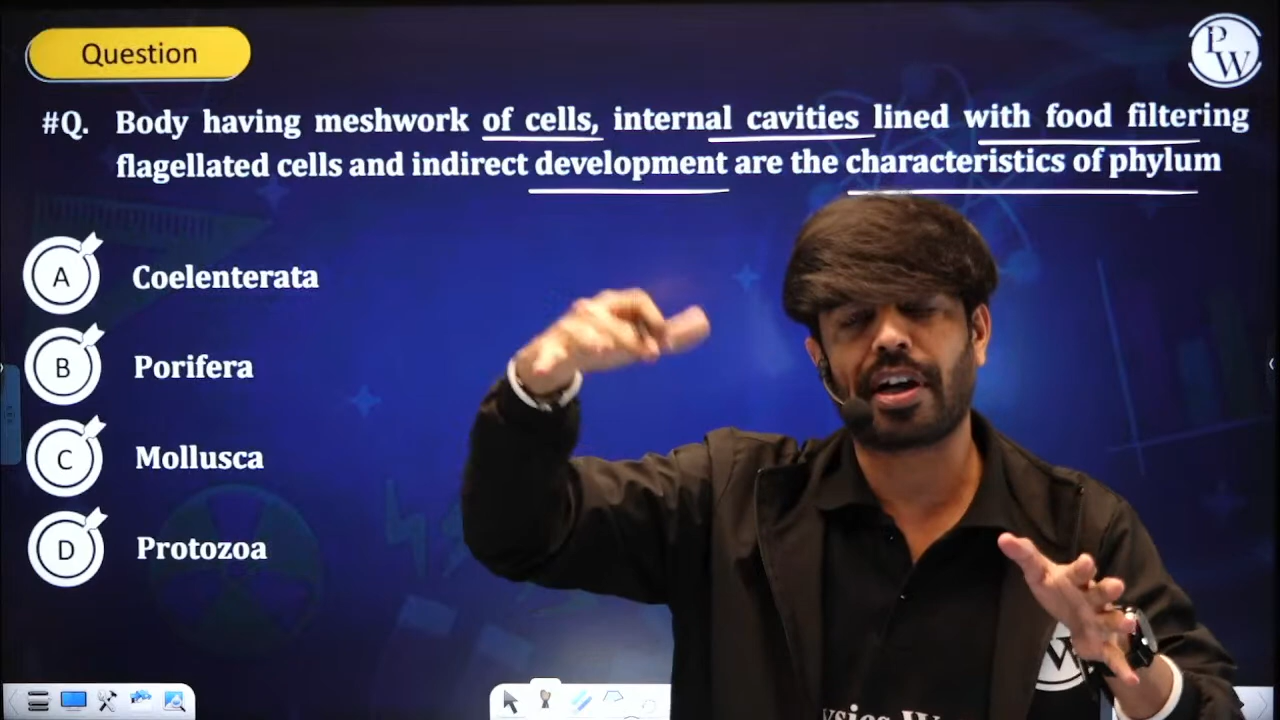 Question
P
W
#Q. Body having meshwork of cells, internal cavities lined with food filtering
flagellated cells and indirect development are the characteristics of phylum
A Coelenterata
B Porifera
C Mollusca
D Protozoa
W